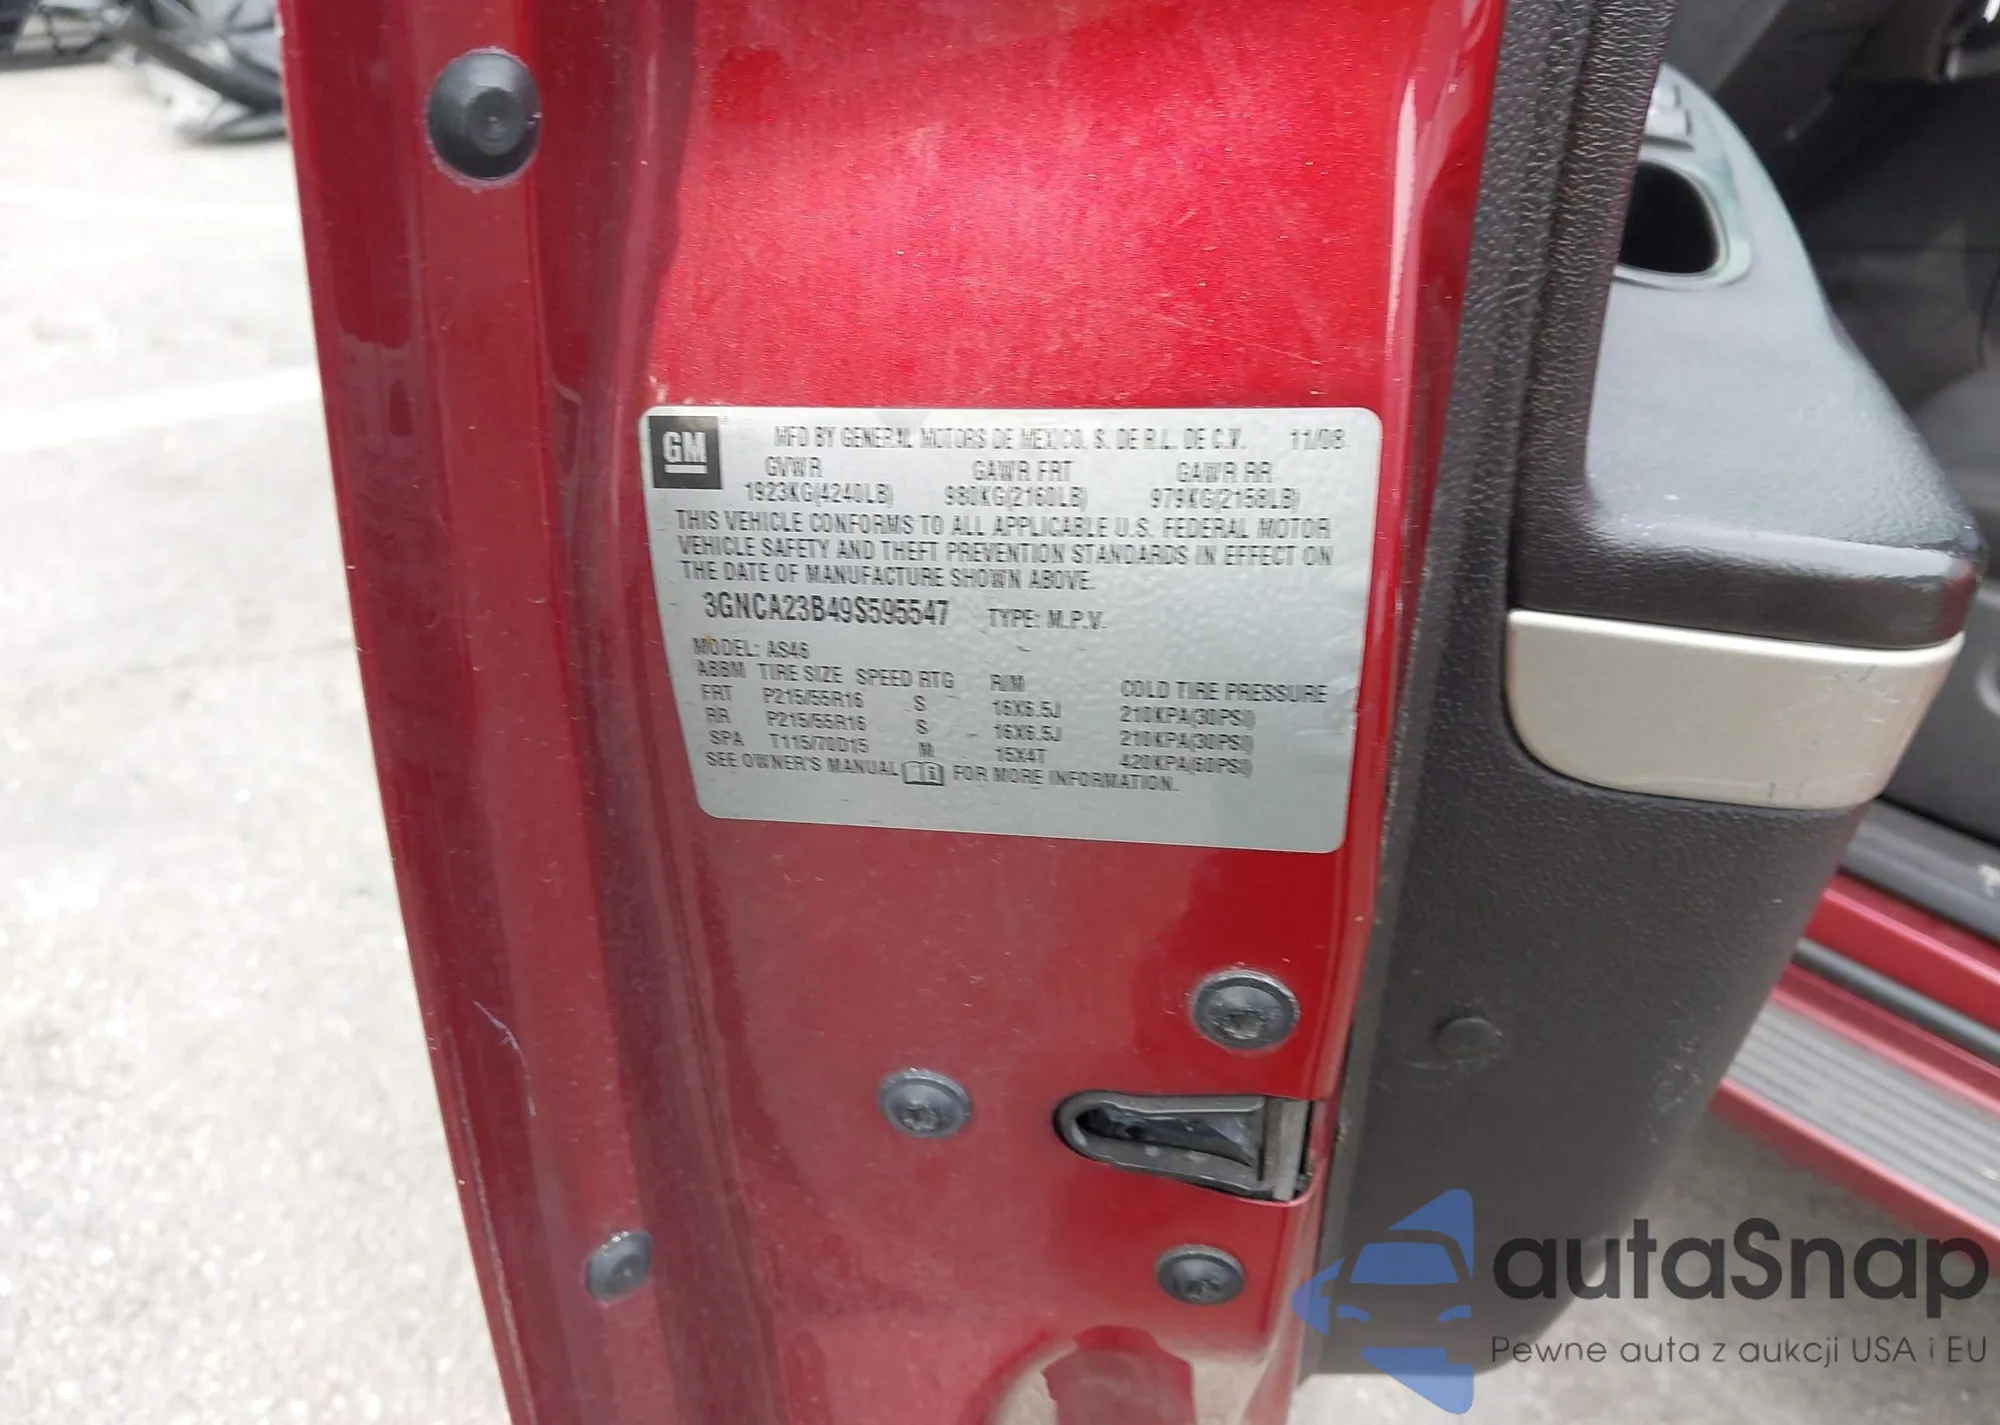 GM
MFD BY GENERAL MOTORS DE MEXICO, S. DE R.L. DE C.V. 11/08
GVWR GAWR FRT GAWR RR
1923KG(4240LB) 980KG(2160LB) 979KG(2158LB)
THIS VEHICLE CONFORMS TO ALL APPLICABLE U.S. FEDERAL MOTOR
VEHICLE SAFETY AND THEFT PREVENTION STANDARDS IN EFFECT ON
THE DATE OF MANUFACTURE SHOWN ABOVE.
3GNCA23B49S595547 TYPE: M.P.V.
MODEL: AS46
ABBM TIRE SIZE SPEED RTG RIM COLD TIRE PRESSURE
FRT P215/55R16 S 16X6.5J 210KPA(30PSI)
RR P215/55R16 S 16X6.5J 210KPA(30PSI)
SPA T115/70D15 M 15X4T 420KPA(60PSI)
SEE OWNER'S MANUAL FOR MORE INFORMATION.
autaSnap
Pewne auta z aukcji USA i EU